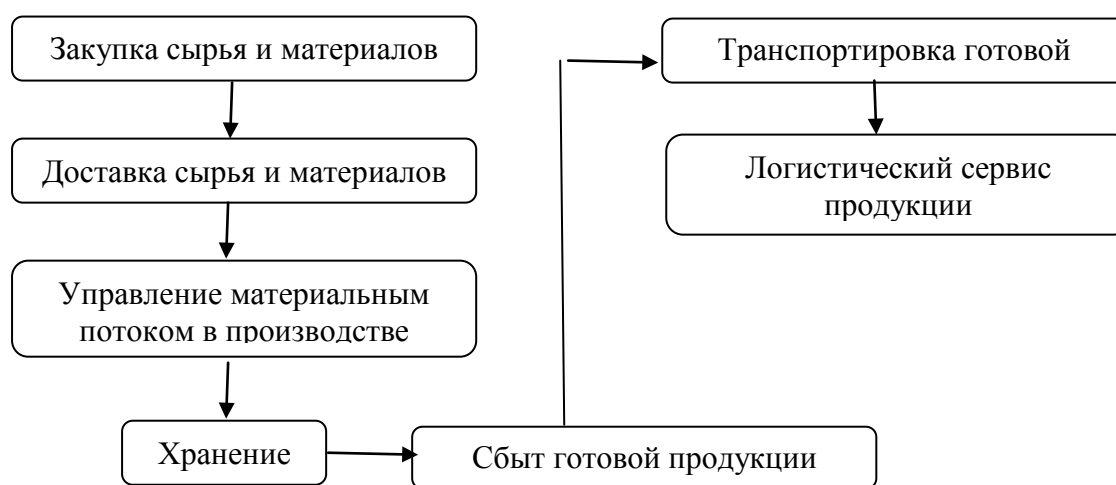 Закупка сырья и материалов
Доставка сырья и материалов
Управление материальным
потоком в производстве
Хранение
Сбыт готовой продукции
Транспортировка готовой
Логистический сервис
продукции